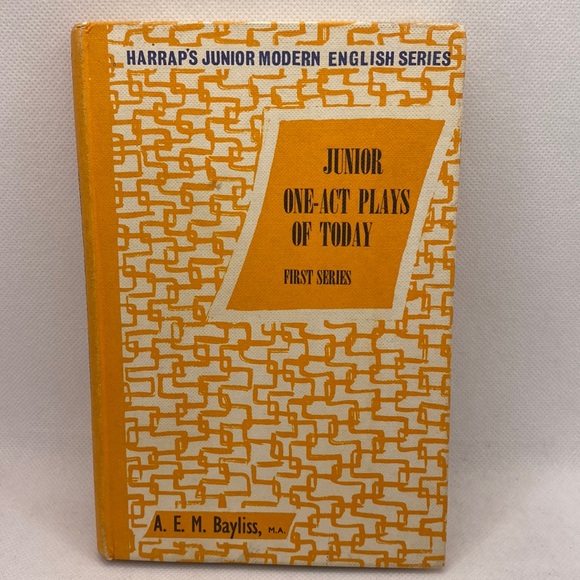 HARRAP'S JUNIOR MODERN ENGLISH SERIES
JUNIOR
ONE-ACT PLAYS
OF TODAY
FIRST SERIES
A. E. M. Bayliss, M.A.